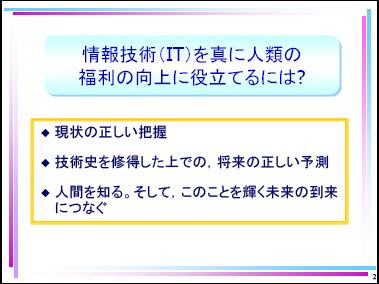 情報技術（IT）を真に人類の
福利の向上に役立てるには?
◆ 現状の正しい把握
◆ 技術史を修得した上での，将来の正しい予測
◆ 人間を知る。そして，このことを輝く未来の到来
につなぐ
2